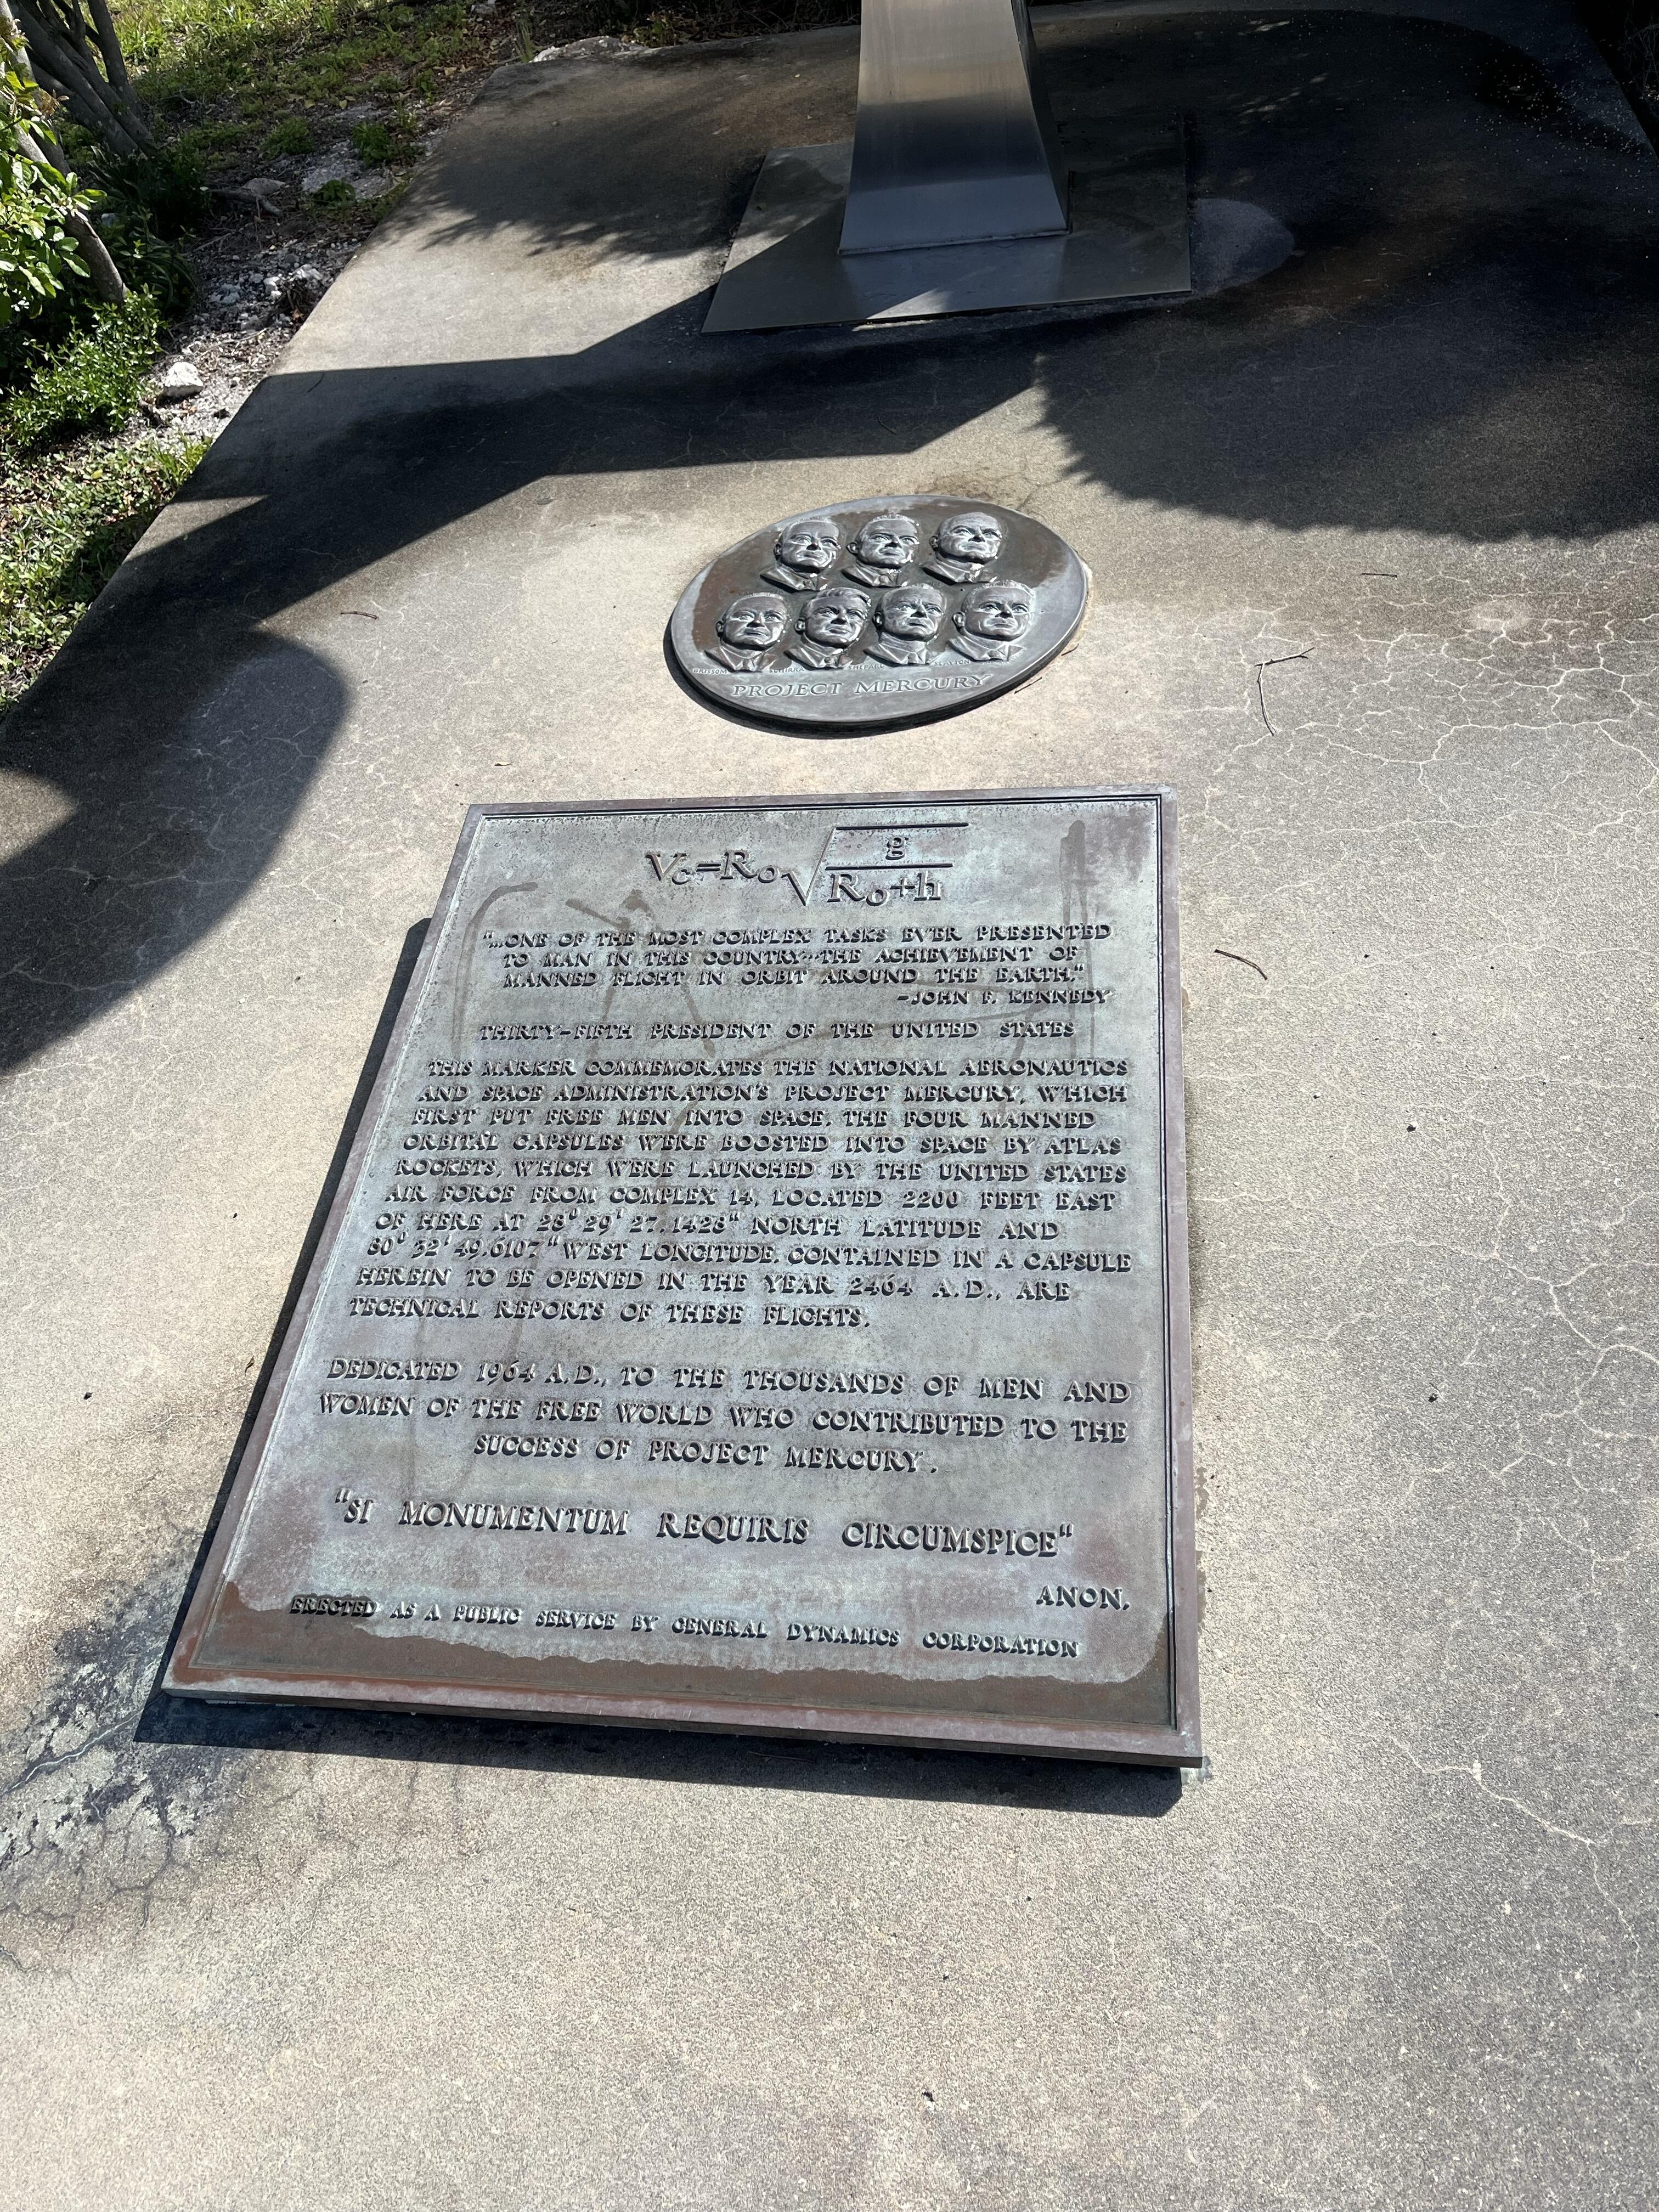 GRISSOM SCHIRRA SHEPARD SLAYTON
PROJECT MERCURY
Vc=Ro√g/Ro+h
"...ONE OF THE MOST COMPLEX TASKS EVER PRESENTED
TO MAN IN THIS COUNTRY--THE ACHIEVEMENT OF
MANNED FLIGHT IN ORBIT AROUND THE EARTH."
-JOHN F. KENNEDY
THIRTY-FIFTH PRESIDENT OF THE UNITED STATES
THIS MARKER COMMEMORATES THE NATIONAL AERONAUTICS
AND SPACE ADMINISTRATION'S PROJECT MERCURY, WHICH
FIRST PUT FREE MEN INTO SPACE. THE FOUR MANNED
ORBITAL CAPSULES WERE BOOSTED INTO SPACE BY ATLAS
ROCKETS, WHICH WERE LAUNCHED BY THE UNITED STATES
AIR FORCE FROM COMPLEX 14, LOCATED 2200 FEET EAST
OF HERE AT 28° 29' 27.1428" NORTH LATITUDE AND
80° 32' 49.6107" WEST LONGITUDE. CONTAINED IN A CAPSULE
HEREIN TO BE OPENED IN THE YEAR 2464 A.D., ARE
TECHNICAL REPORTS OF THESE FLIGHTS.
DEDICATED 1964 A.D., TO THE THOUSANDS OF MEN AND
WOMEN OF THE FREE WORLD WHO CONTRIBUTED TO THE
SUCCESS OF PROJECT MERCURY.
"SI MONUMENTUM REQUIRIS CIRCUMSPICE"
ANON.
ERECTED AS A PUBLIC SERVICE BY GENERAL DYNAMICS CORPORATION